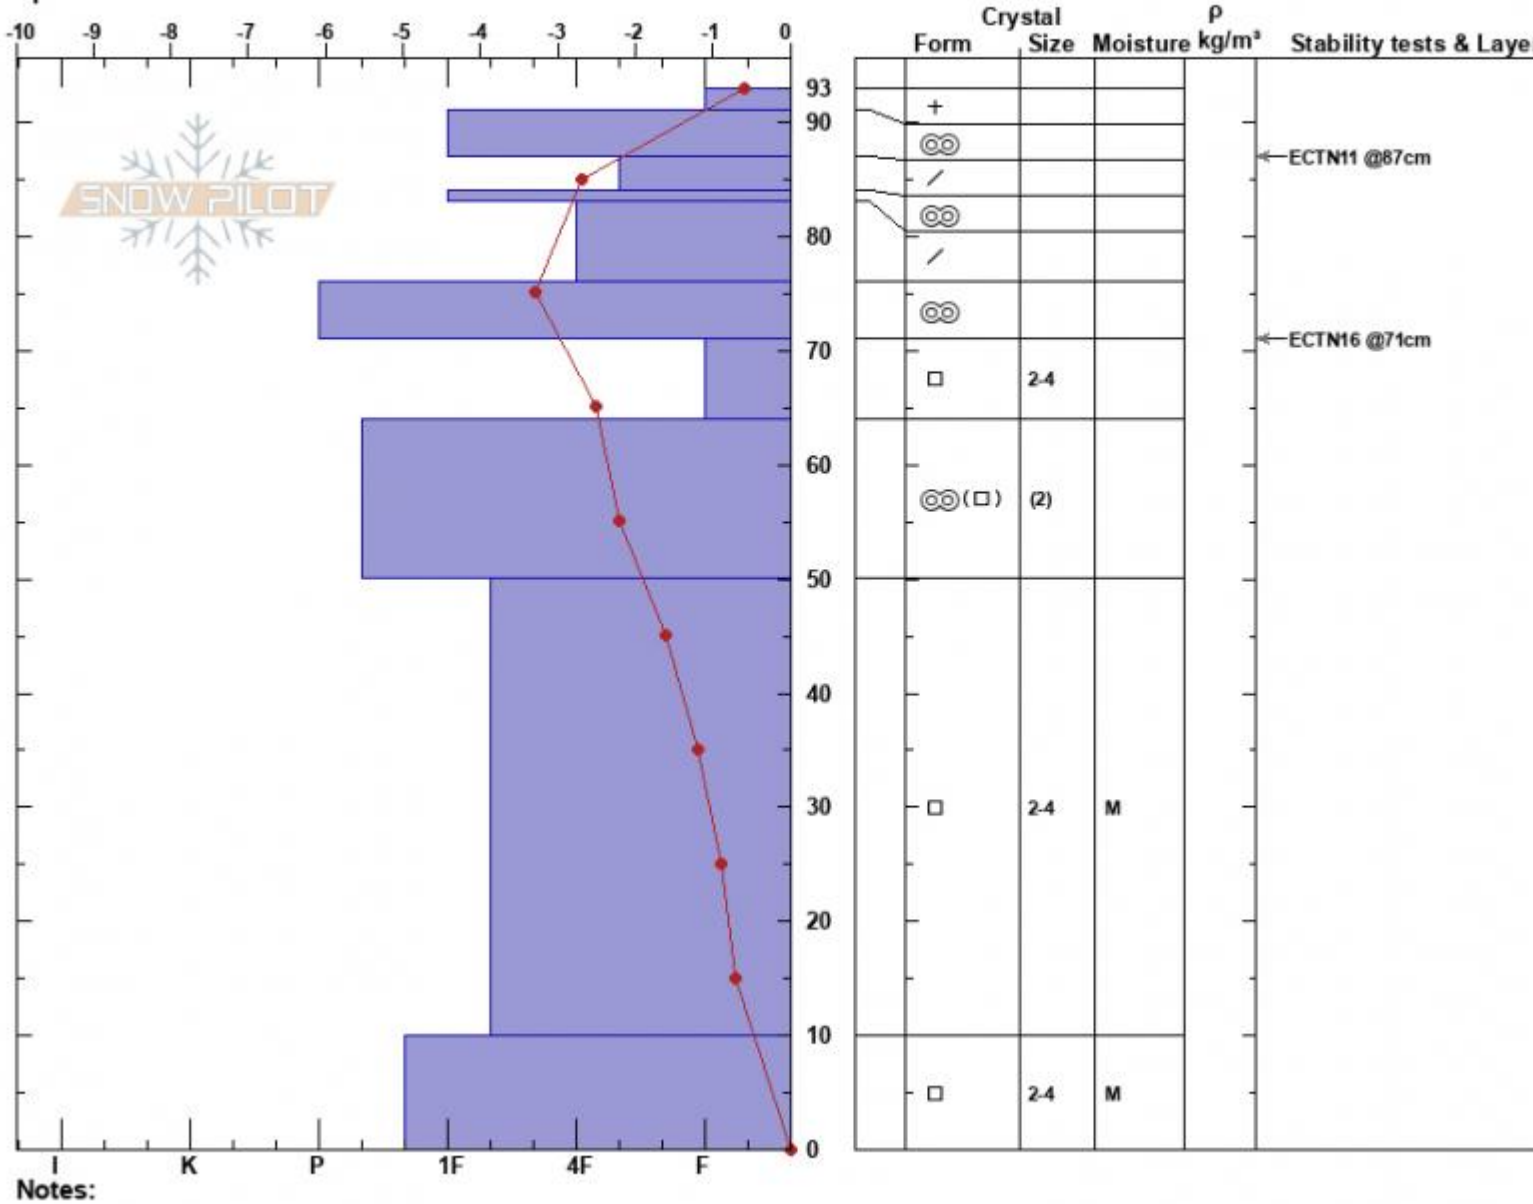 Crystal ρ
-10 -9 -8 -7 -6 -5 -4 -3 -2 -1 0 Form Size Moisture kg/m³ Stability tests & Laye
93
90
SNOW PILOT
ECTN11 @87cm
80
ECTN16 @71cm
70
2-4
60
( ) (2)
50
40
30 2-4 M
20
10
2-4 M
0
I K P 1F 4F F
Notes: